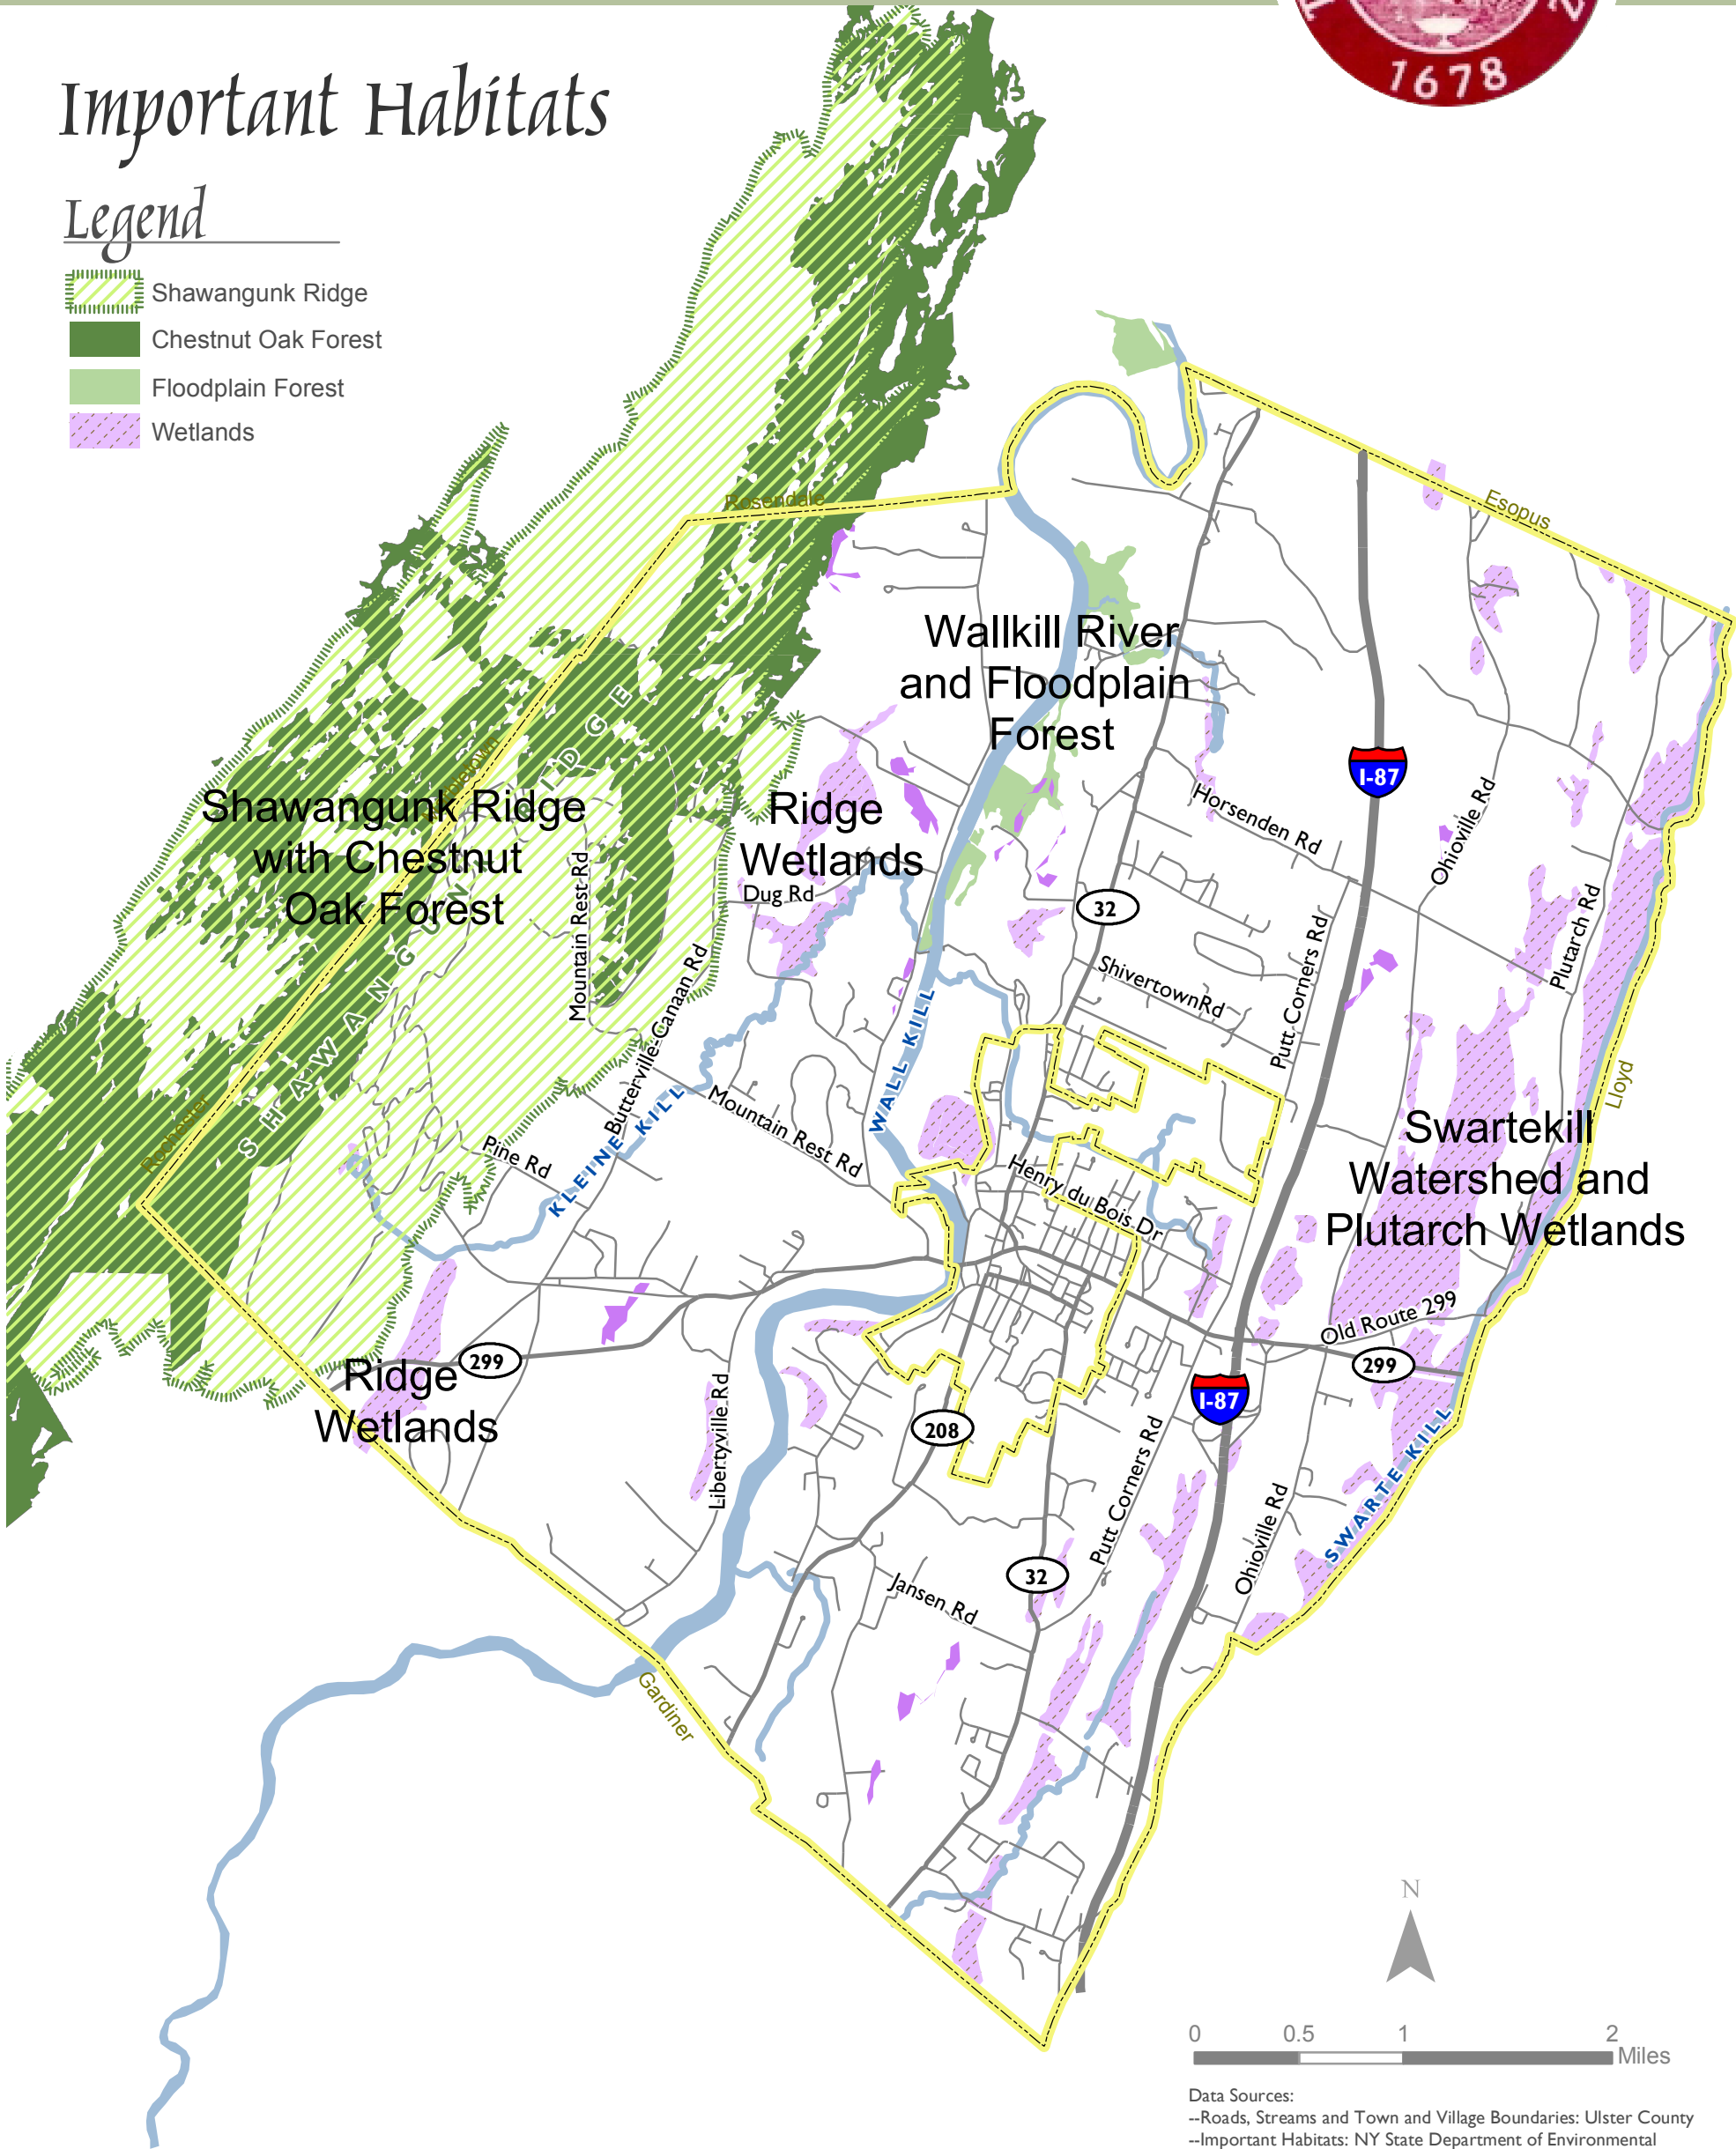 1678
Important Habitats
Legend
Shawangunk Ridge
Chestnut Oak Forest
Floodplain Forest
Wetlands
Rosendale
Esopus
Wallkill River
and Floodplain
Forest
I-87
SHAWANGUNK RIDGE
Shawangunk Ridge
with Chestnut
Oak Forest
Ridge
Wetlands
Dug Rd
Horsenden Rd
Ohioville Rd
Mountain Rest Rd
32
Plutarch Rd
Shivertown Rd
Putt Corners Rd
Butterville-Canaan Rd
WALL KILL
Lloyd
Rochester
Pine Rd
KLEINE KILL
Mountain Rest Rd
Henry du Bois Dr
Swartekill
Watershed and
Plutarch Wetlands
Old Route 299
299
299
Ridge
Wetlands
I-87
208
Libertyville Rd
Putt Corners Rd
SWARTE KILL
Ohioville Rd
32
Jansen Rd
Gardiner
N
0 0.5 1 2
Miles
Data Sources:
--Roads, Streams and Town and Village Boundaries: Ulster County
--Important Habitats: NY State Department of Environmental